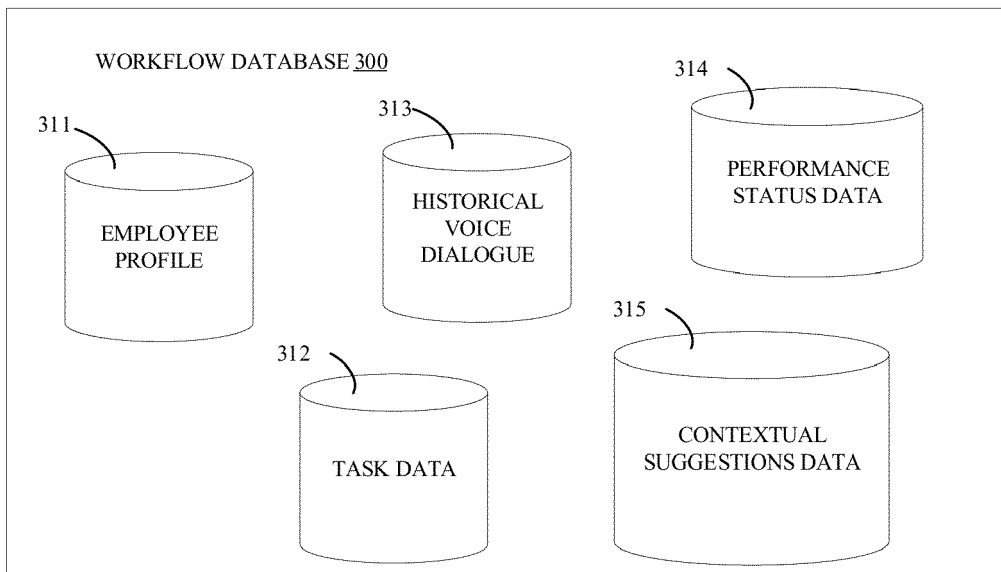 WORKFLOW DATABASE 300
311
EMPLOYEE
PROFILE
313
HISTORICAL
VOICE
DIALOGUE
314
PERFORMANCE
STATUS DATA
312
TASK DATA
315
CONTEXTUAL
SUGGESTIONS DATA